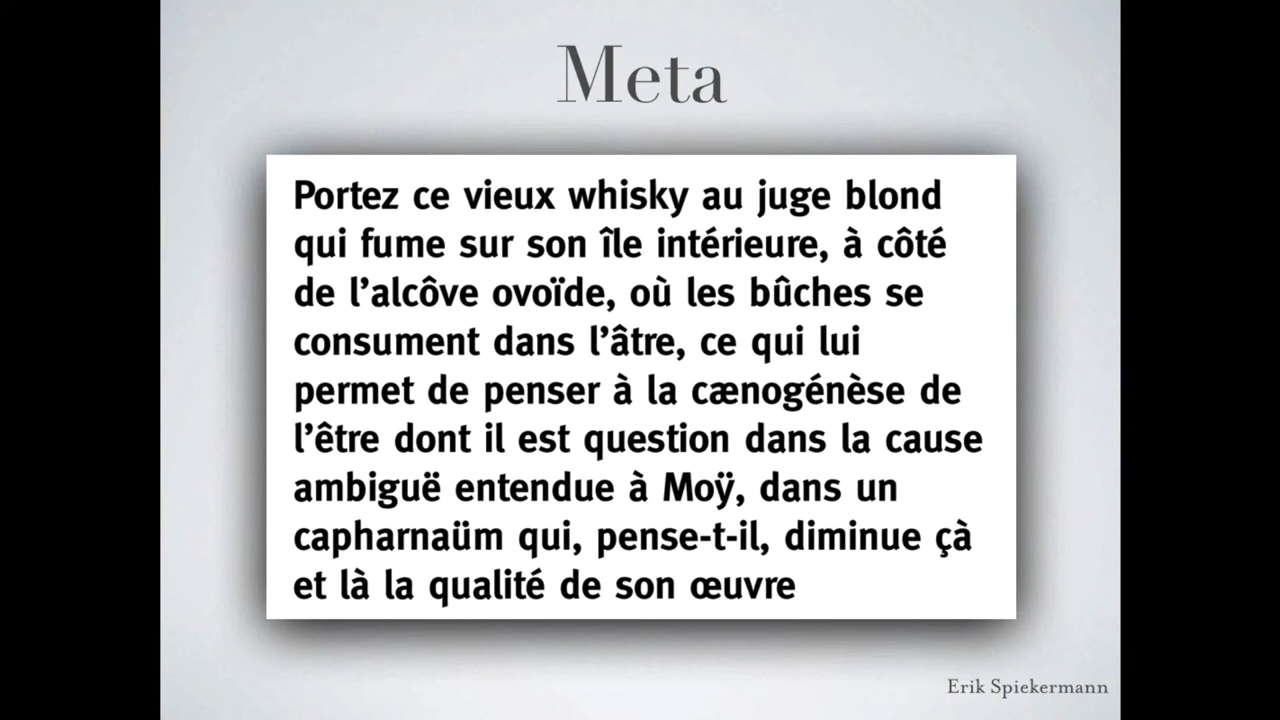 Meta
Portez ce vieux whisky au juge blond
qui fume sur son île intérieure, à côté
de l’alcôve ovoïde, où les bûches se
consument dans l’âtre, ce qui lui
permet de penser à la cænogénèse de
l’être dont il est question dans la cause
ambiguë entendue à Moÿ, dans un
capharnaüm qui, pense-t-il, diminue çà
et là la qualité de son œuvre
Erik Spiekermann